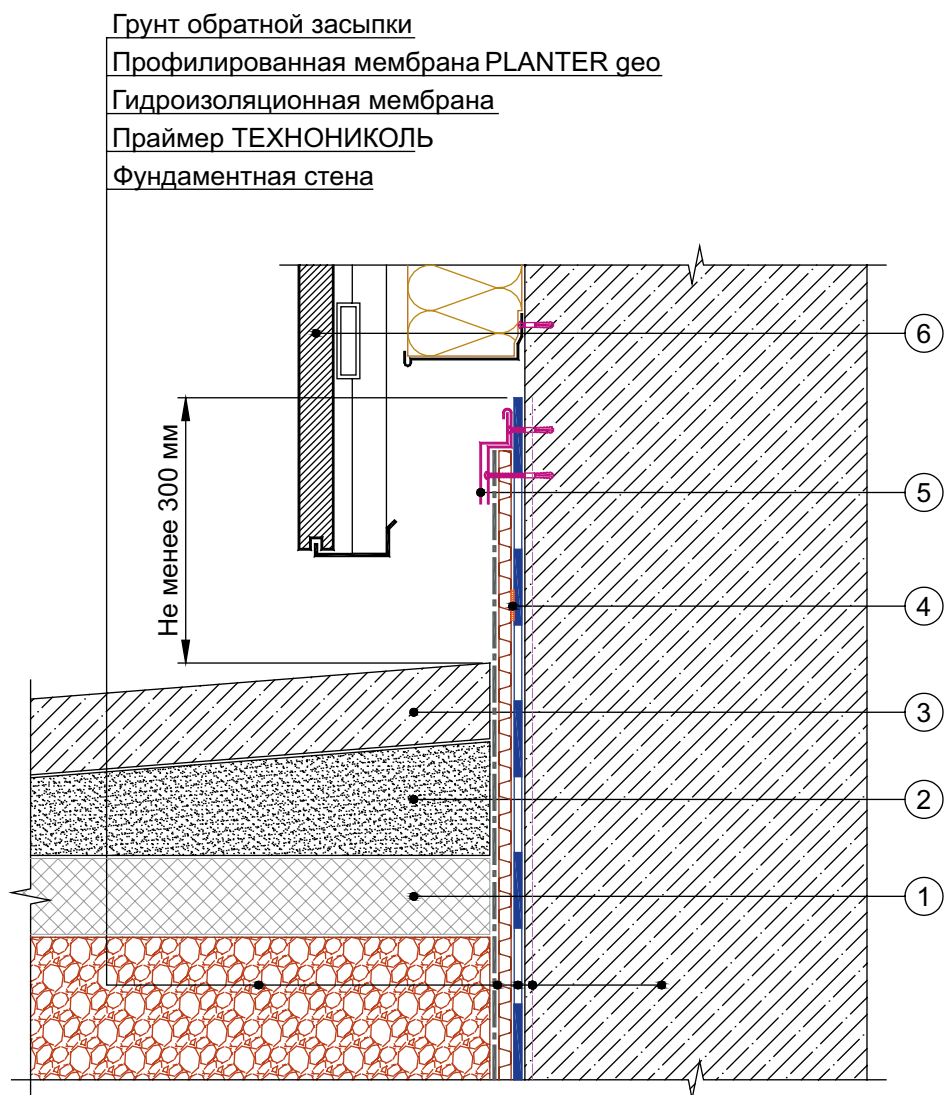 Грунт обратной засыпки
Профилированная мембрана PLANTER geo
Гидроизоляционная мембрана
Праймер ТЕХНОНИКОЛЬ
Фундаментная стена
6
Не менее 300 мм
5
4
3
2
1